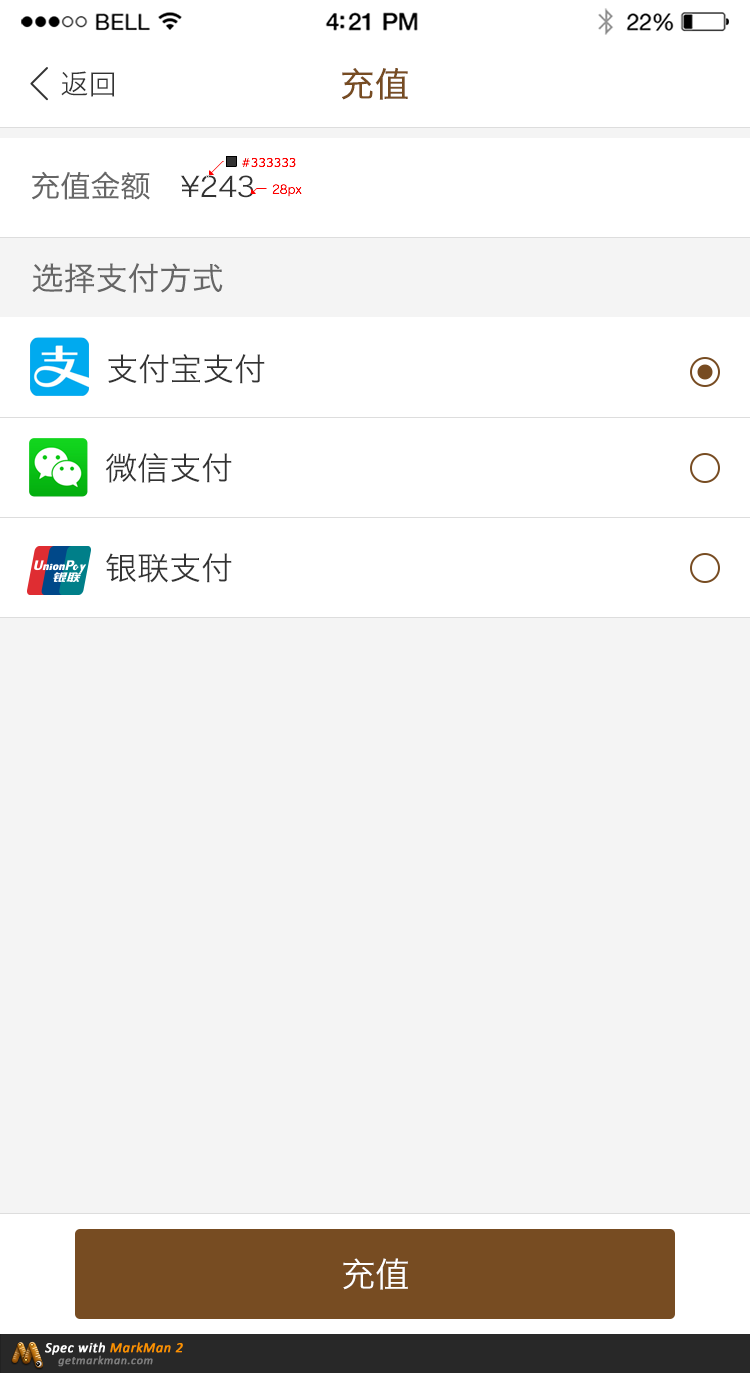 BELL 4:21 PM 22%
返回 充值
#333333
充值金额 ¥243 28px
选择支付方式
支 支付宝支付
微信支付
UnionPay
银联
银联支付
充值
Spec with MarkMan 2
getmarkman.com